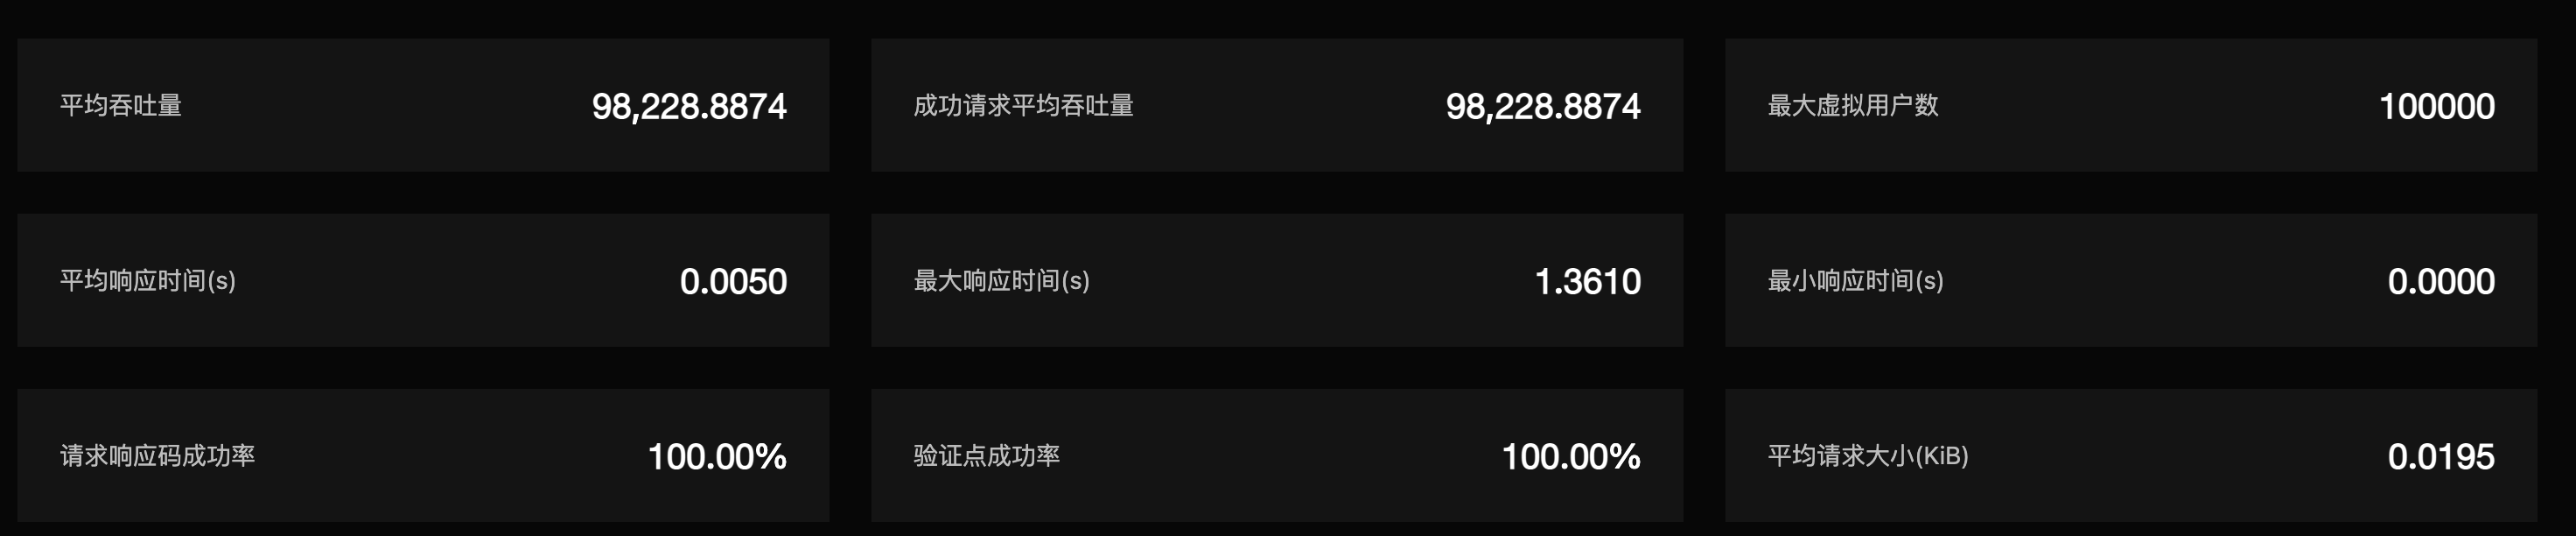 平均吞吐量 98,228.8874
成功请求平均吞吐量 98,228.8874
最大虚拟用户数 100000
平均响应时间(s) 0.0050
最大响应时间(s) 1.3610
最小响应时间(s) 0.0000
请求响应码成功率 100.00%
验证点成功率 100.00%
平均请求大小(KiB) 0.0195